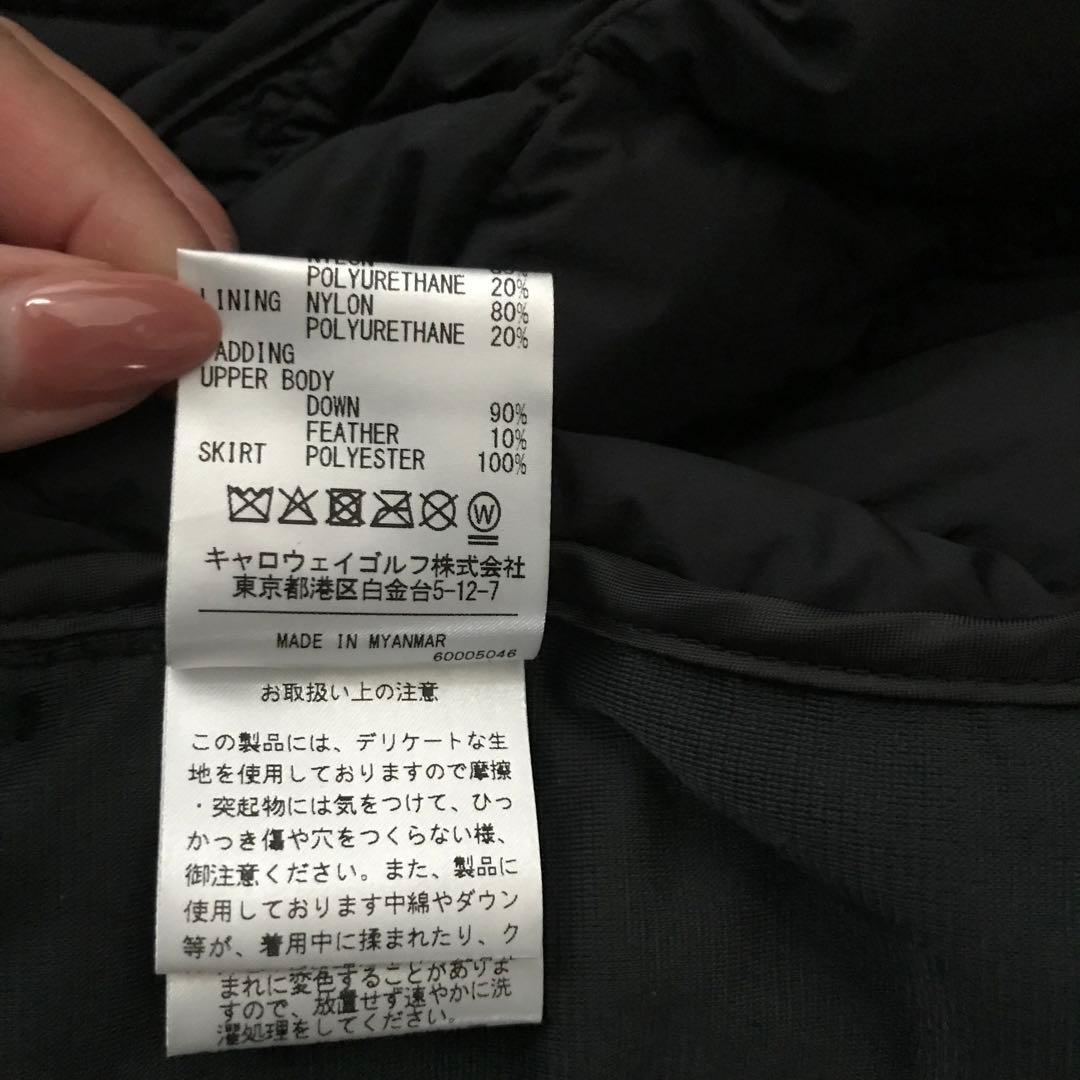 NYLON 80%
POLYURETHANE 20%
LINING NYLON 80%
POLYURETHANE 20%
PADDING
UPPER BODY
DOWN 90%
FEATHER 10%
SKIRT POLYESTER 100%
W
キャロウェイゴルフ株式会社
東京都港区白金台5-12-7
MADE IN MYANMAR
60005046
お取扱い上の注意
この製品には、デリケートな生
地を使用しておりますので摩擦
・突起物には気をつけて、ひっ
かっき傷や穴をつくらない様、
御注意ください。また、製品に
使用しております中綿やダウン
等が、着用中に揉まれたり、ク
まれに変色することがありま
すので、放置せず速やかに洗
濯処理をしてください。